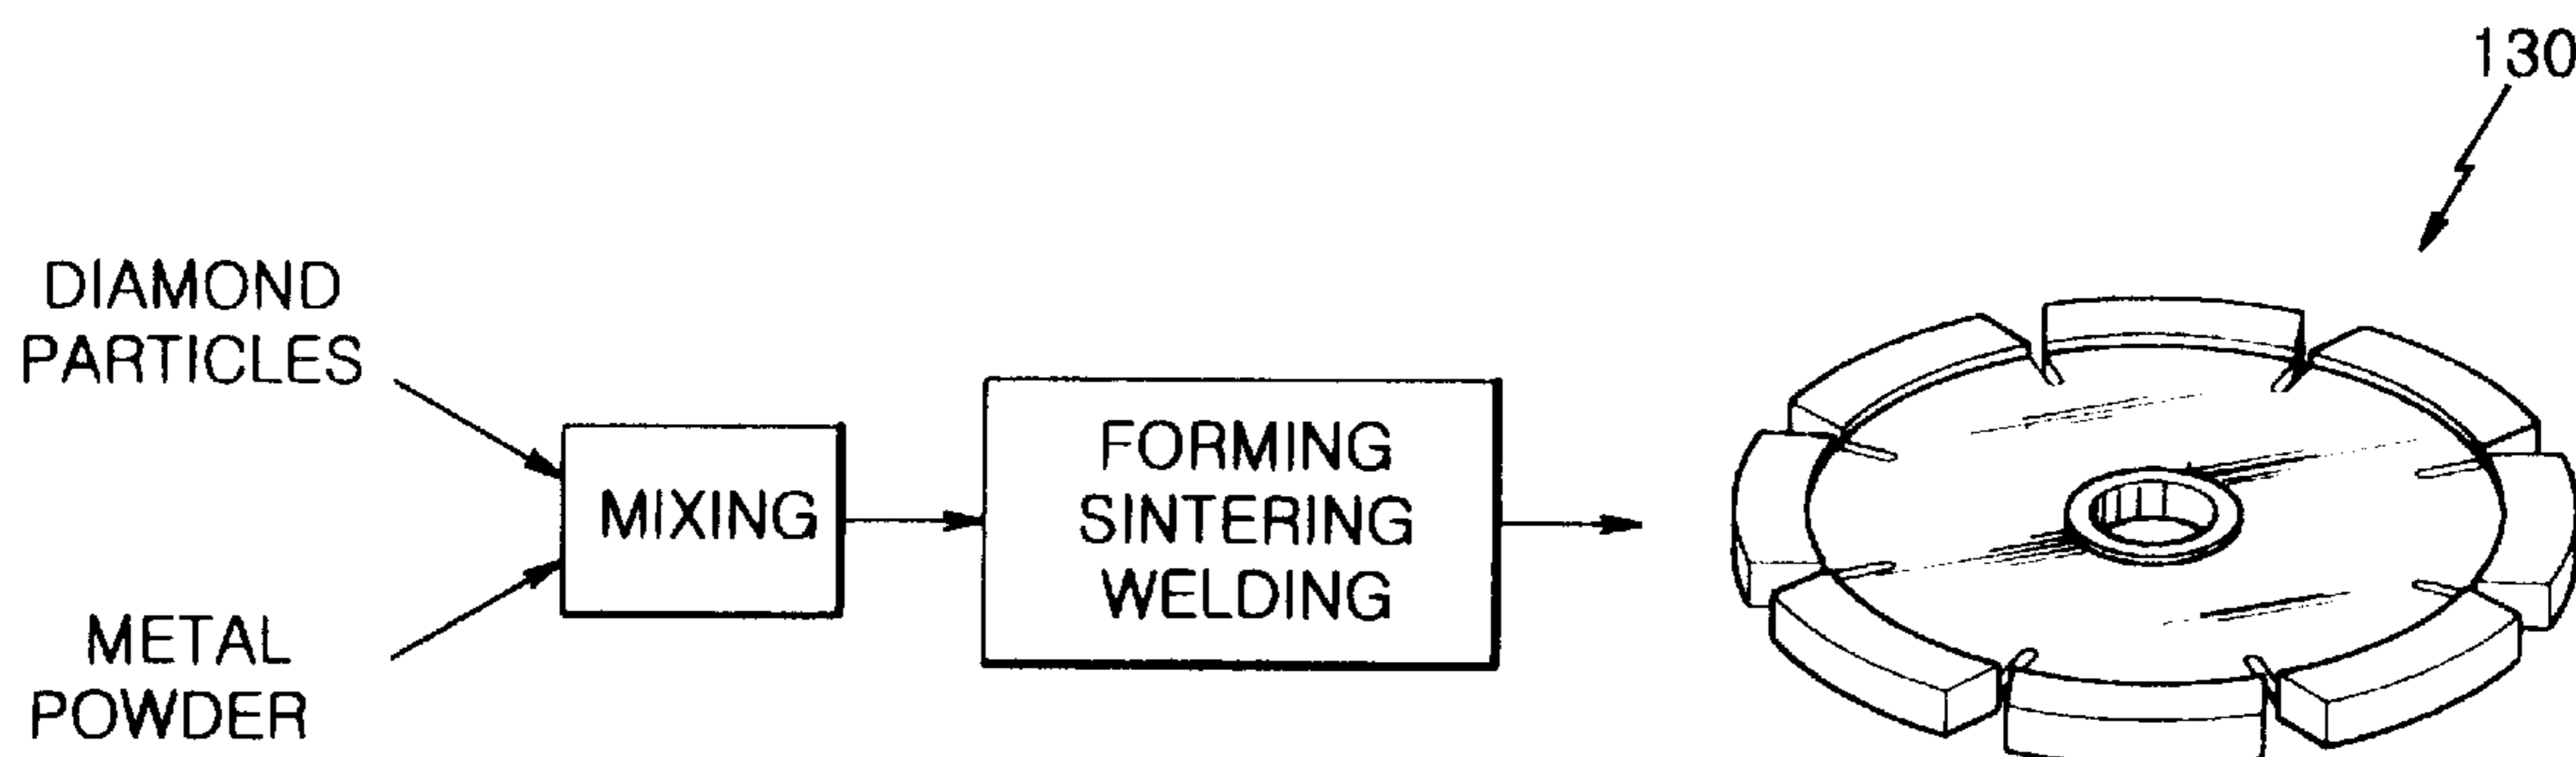 130
DIAMOND
PARTICLES
MIXING
FORMING
SINTERING
WELDING
METAL
POWDER